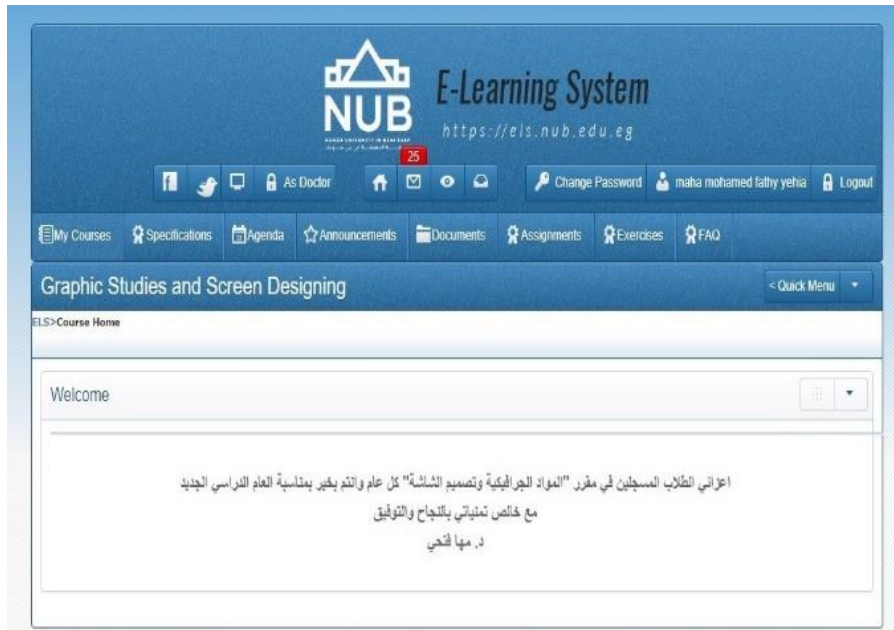 NUB
E-Learning System
https://els.nub.edu.eg
25
As Doctor
Change Password
maha mohamed fathy yehia
Logout
My Courses
Specifications
Agenda
Announcements
Documents
Assignments
Exercises
FAQ
Graphic Studies and Screen Designing
< Quick Menu
ELS>Course Home
Welcome
اعزائي الطلاب المسجلين في مقرر "المواد الجرافيكية وتصميم الشاشة" كل عام وانتم بخير بمناسبة العام الدراسي الجديد
مع خالص تمنياتي بالنجاح والتوفيق
د. مها فتحي